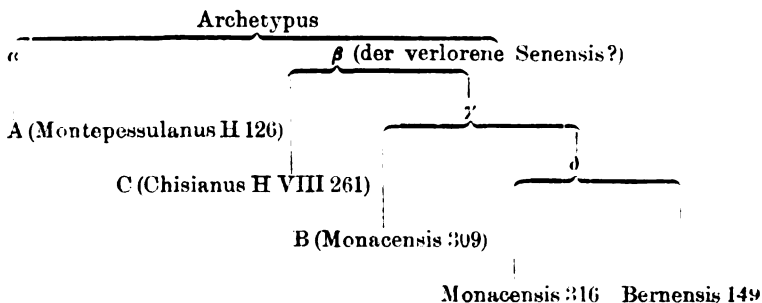 Archetypus
α
β (der verlorene Senensis?)
γ
A (Montepessulanus H 126)
δ
C (Chisianus H VIII 261)
B (Monacensis 309)
Monacensis 316 Bernensis 149